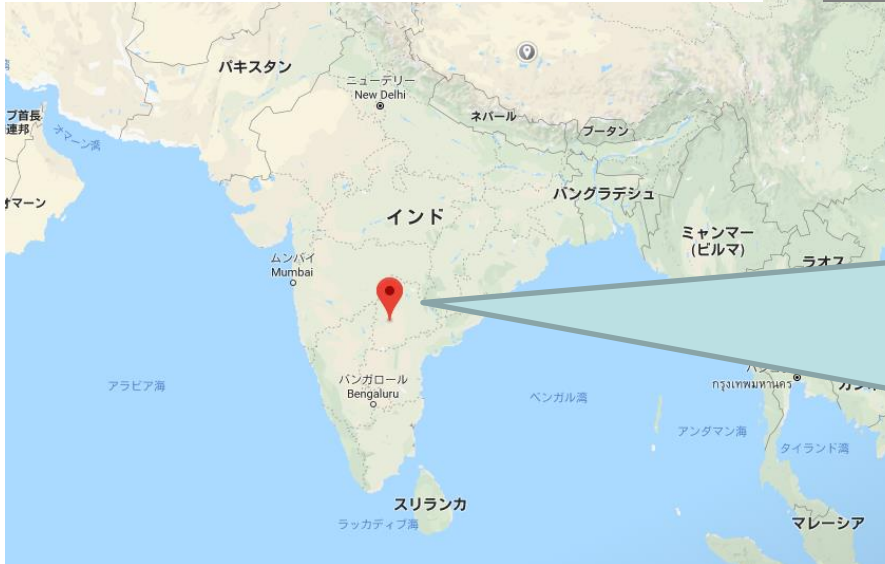 パキスタン
ニューデリー
New Delhi
ブ首長
連邦
オマーン湾
ネパール
ブータン
オマーン
バングラデシュ
インド
ミャンマー
(ビルマ)
ラオス
ムンバイ
Mumbai
アラビア海
バンガロール
Bengaluru
ベンガル湾
กรุงเทพมหานคร
アンダマン海
タイランド湾
スリランカ
ラッカディブ海
マレーシア